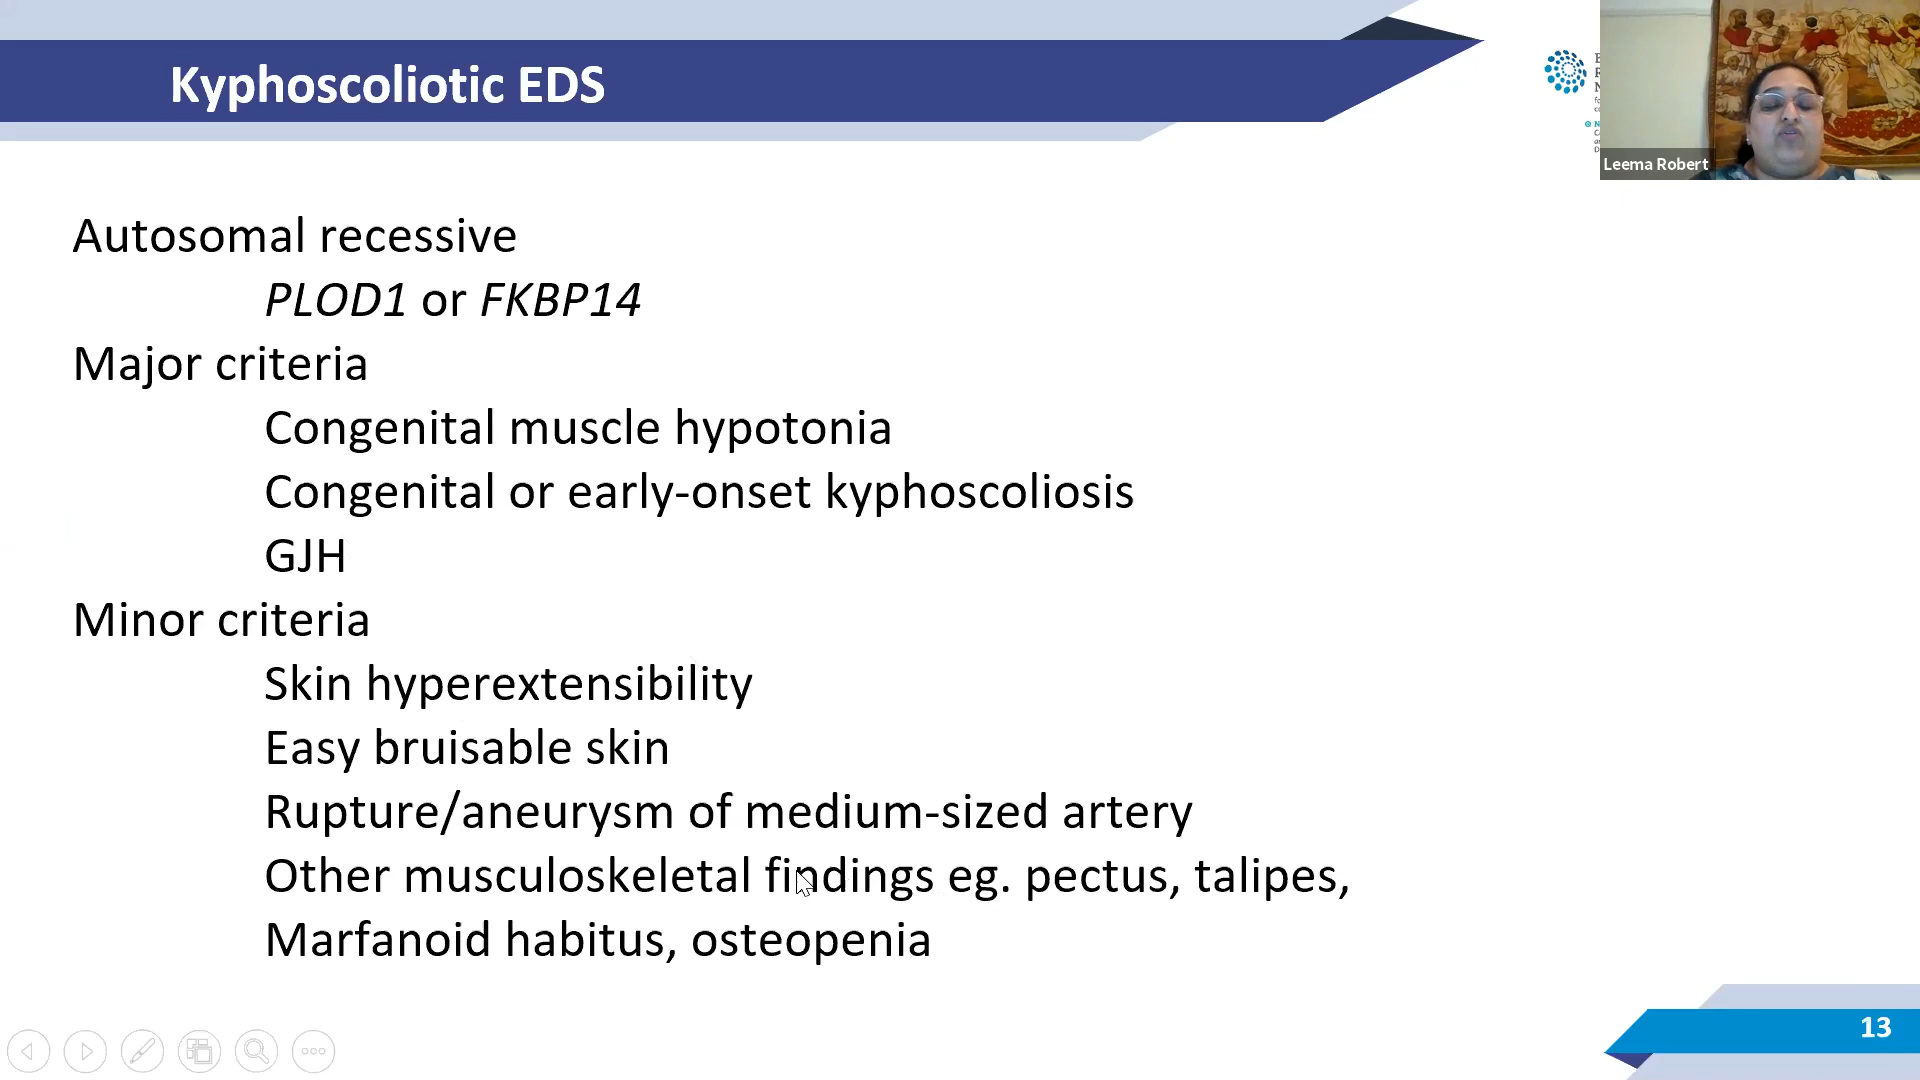 Kyphoscoliotic EDS
Leema Robert
Autosomal recessive
PLOD1 or FKBP14
Major criteria
Congenital muscle hypotonia
Congenital or early-onset kyphoscoliosis
GJH
Minor criteria
Skin hyperextensibility
Easy bruisable skin
Rupture/aneurysm of medium-sized artery
Other musculoskeletal findings eg. pectus, talipes,
Marfanoid habitus, osteopenia
13